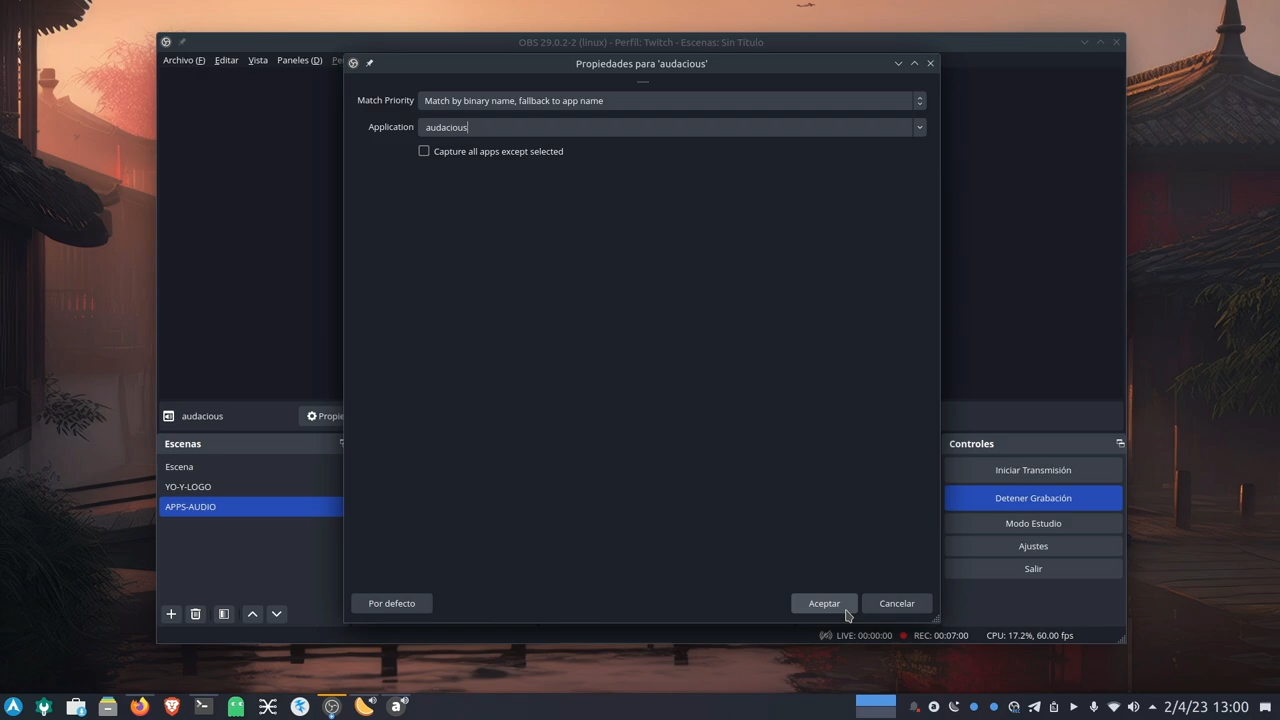 OBS 29.0.2-2 (linux) - Perfil: Twitch - Escenas: Sin Título
Archivo (F) Editar Vista Paneles (D)
Propiedades para 'audacious'
Match Priority Match by binary name, fallback to app name
Application audacious
Capture all apps except selected
audacious
Escenas
Escena
YO-Y-LOGO
APPS-AUDIO
Controles
Iniciar Transmisión
Detener Grabación
Modo Estudio
Ajustes
Salir
Por defecto Aceptar Cancelar
LIVE: 00:00:00 REC: 00:07:00 CPU: 17.2%, 60.00 fps
2/4/23 13:00